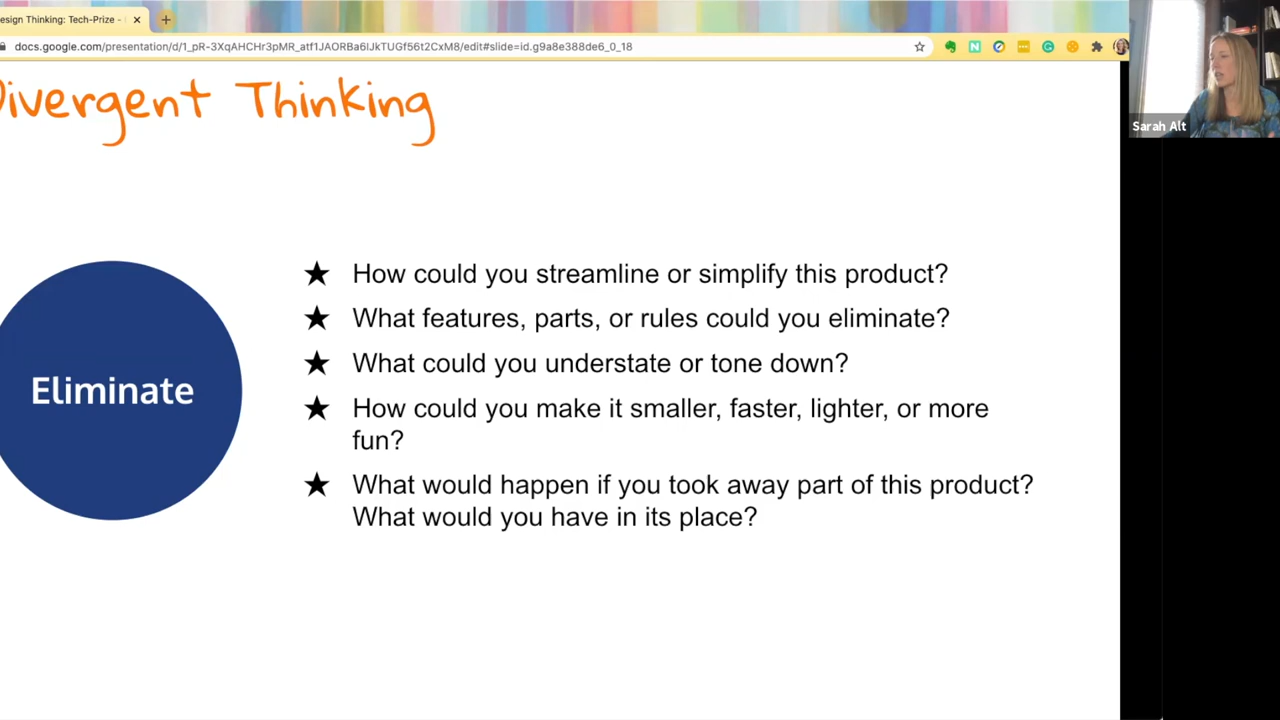 esign Thinking: Tech-Prize -
docs.google.com/presentation/d/1_pR-3XqAHCHr3pMR_atf1JAORBa6lJkTUGf56t2CxM8/edit#slide=id.g9a8e388de6_0_18
Divergent Thinking
Sarah Alt
Eliminate
★ How could you streamline or simplify this product?
★ What features, parts, or rules could you eliminate?
★ What could you understate or tone down?
★ How could you make it smaller, faster, lighter, or more
fun?
★ What would happen if you took away part of this product?
What would you have in its place?